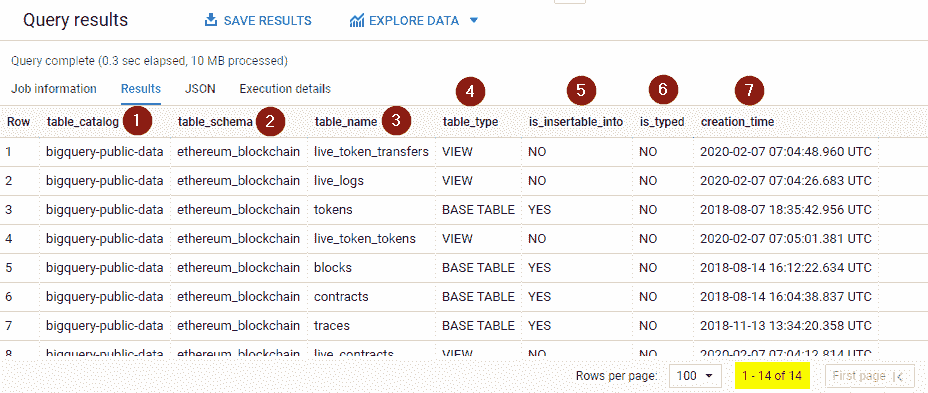 Query results SAVE RESULTS EXPLORE DATA
Query complete (0.3 sec elapsed, 10 MB processed)
Job information Results JSON Execution details
Row table_catalog 1 table_schema 2 table_name 3 table_type 4 is_insertable_into 5 is_typed 6 creation_time 7
1 bigquery-public-data ethereum_blockchain live_token_transfers VIEW NO NO 2020-02-07 07:04:48.960 UTC
2 bigquery-public-data ethereum_blockchain live_logs VIEW NO NO 2020-02-07 07:04:26.683 UTC
3 bigquery-public-data ethereum_blockchain tokens BASE TABLE YES NO 2018-08-07 18:35:42.956 UTC
4 bigquery-public-data ethereum_blockchain live_token_tokens VIEW NO NO 2020-02-07 07:05:01.381 UTC
5 bigquery-public-data ethereum_blockchain blocks BASE TABLE YES NO 2018-08-14 16:12:22.634 UTC
6 bigquery-public-data ethereum_blockchain contracts BASE TABLE YES NO 2018-08-14 16:04:38.837 UTC
7 bigquery-public-data ethereum_blockchain traces BASE TABLE YES NO 2018-11-13 13:34:20.358 UTC
8 bigquery-public-data ethereum_blockchain live_contracts VIEW NO NO 2020-02-07 07:04:12.814 UTC
Rows per page: 100 1 - 14 of 14 First page